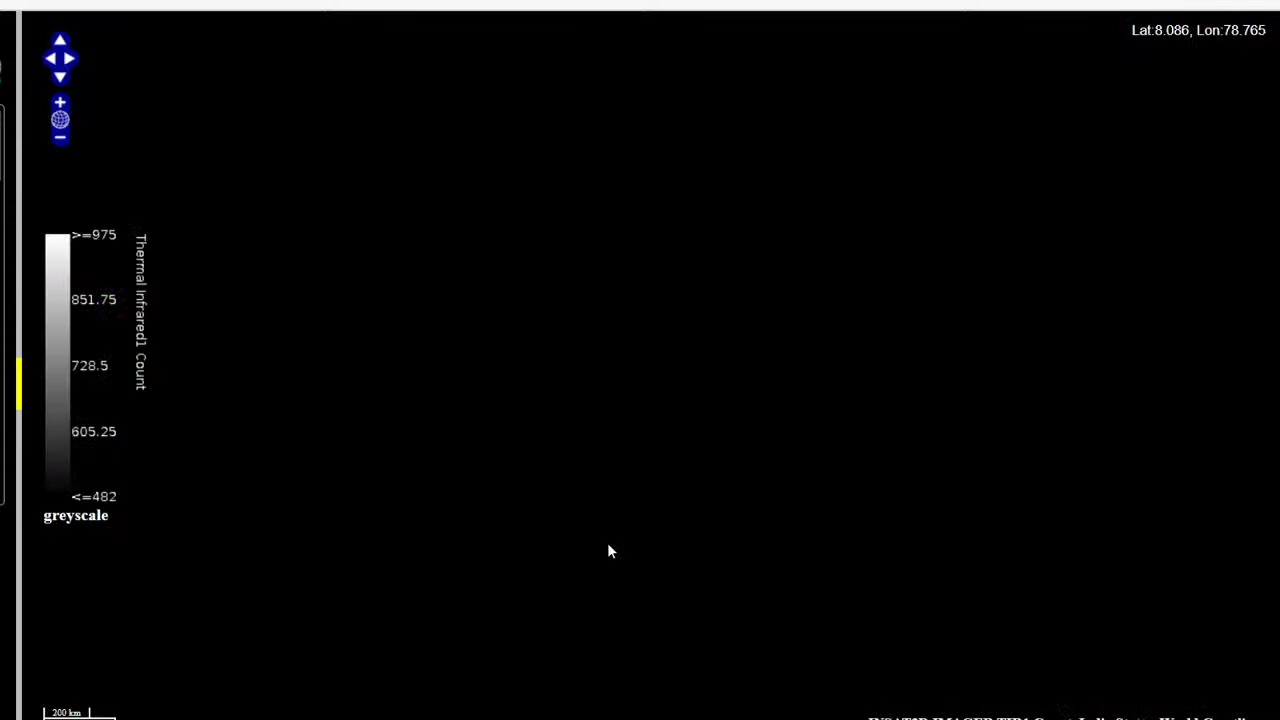 Lat:8.086, Lon:78.765
>=975
851.75
728.5
605.25
<=482
Thermal Infrared1 Count
greyscale
200 km